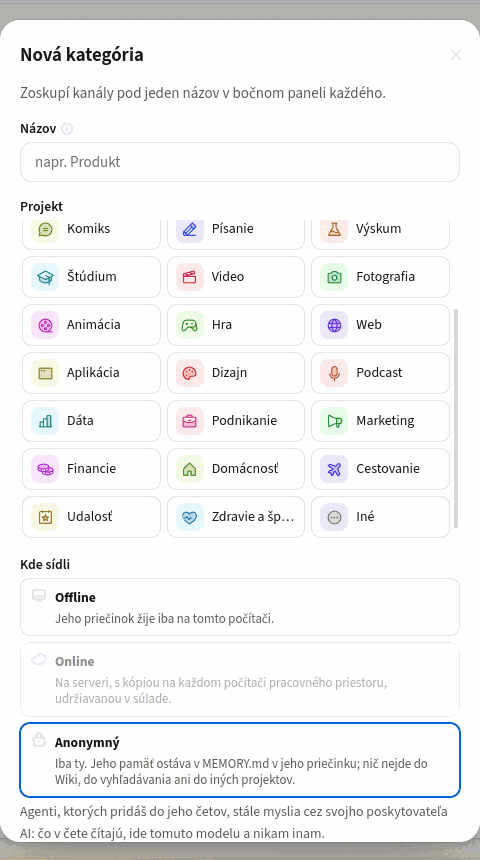 Nová kategória
Zoskupí kanály pod jeden názov v bočnom paneli každého.
Názov
napr. Produkt
Projekt
Komiks
Písanie
Výskum
Štúdium
Video
Fotografia
Animácia
Hra
Web
Aplikácia
Dizajn
Podcast
Dáta
Podnikanie
Marketing
Financie
Domácnosť
Cestovanie
Udalosť
Zdravie a šp…
Iné
Kde sídli
Offline
Jeho priečinok žije iba na tomto počítači.
Online
Na serveri, s kópiou na každom počítači pracovného priestoru,
udržiavanou v súlade.
Anonymný
Iba ty. Jeho pamäť ostáva v MEMORY.md v jeho priečinku; nič nejde do
Wiki, do vyhľadávania ani do iných projektov.
Agenti, ktorých pridáš do jeho četov, stále myslia cez svojho poskytovateľa
AI: čo v čete čítajú, ide tomuto modelu a nikam inam.